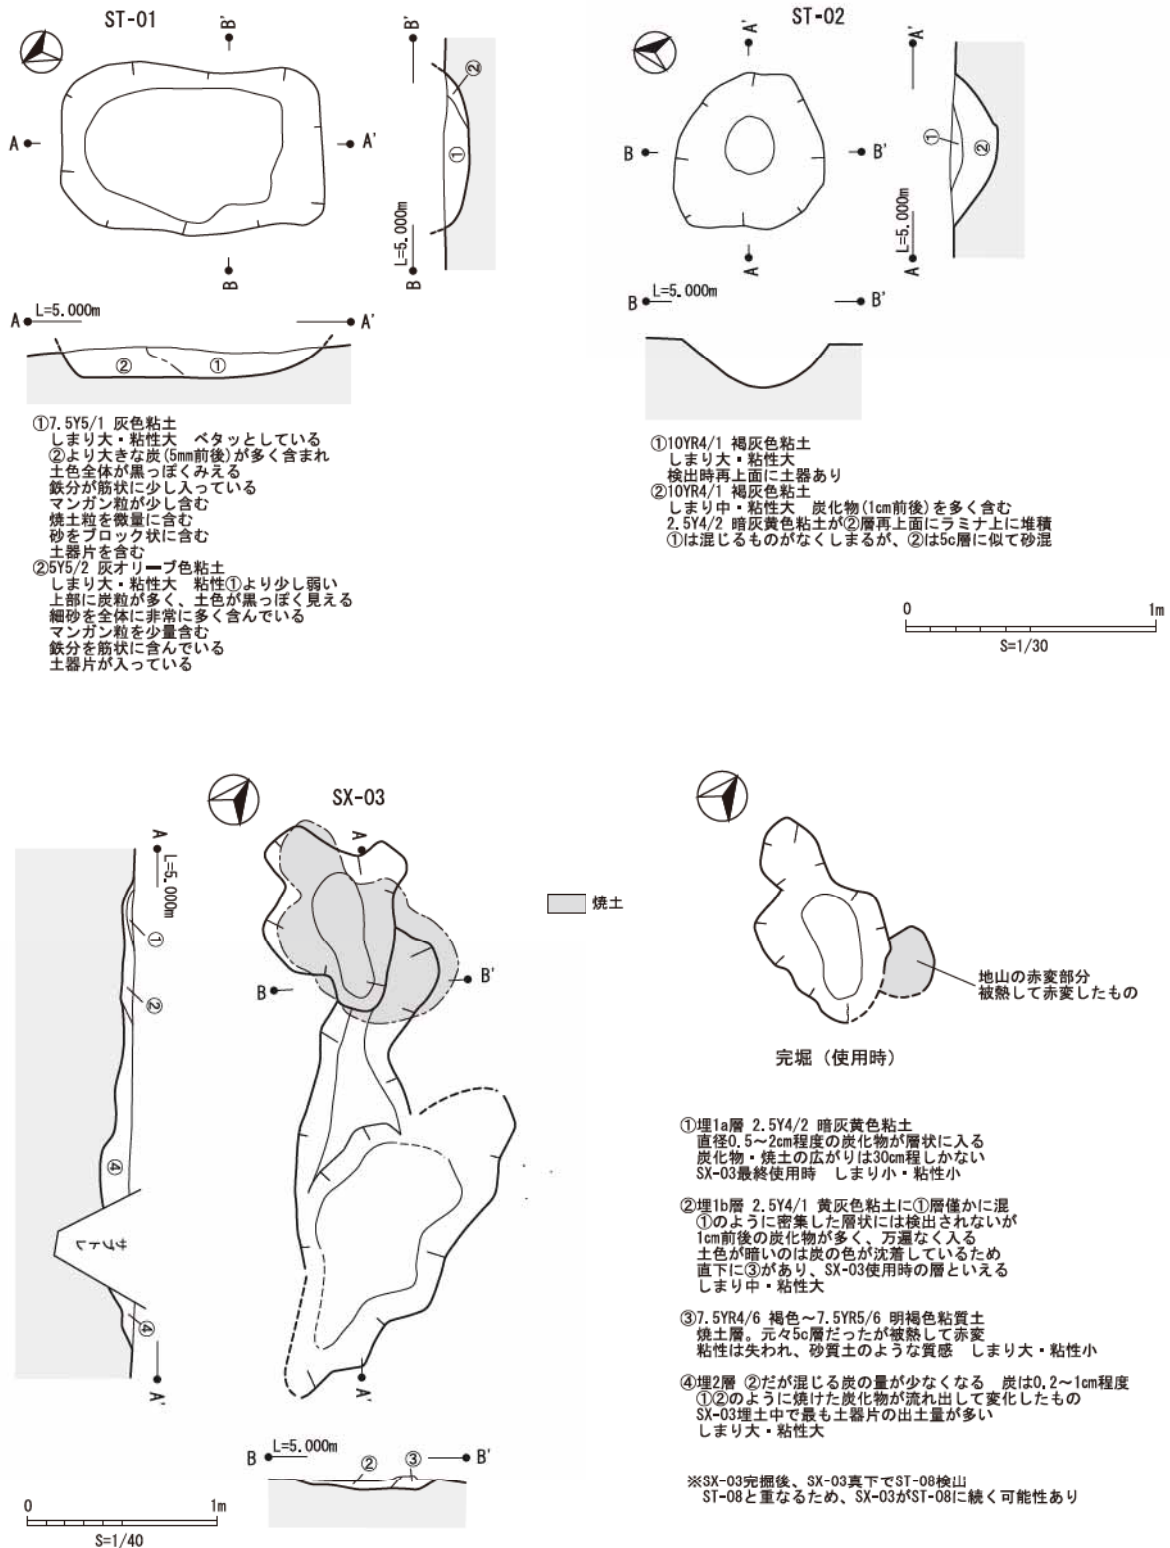 ST-01
B'
A
A'
B
B'
②
①
L=5.000m
B
A
L=5.000m
A'
②
①
①7.5Y5/1 灰色粘土
しまり大・粘性大 ベタッとしている
②より大きな炭(5mm前後)が多く含まれ
土色全体が黒っぽくみえる
鉄分が筋状に少し入っている
マンガン粒が少し含む
焼土粒を微量に含む
砂をブロック状に含む
土器片を含む
②5Y5/2 灰オリーブ色粘土
しまり大・粘性大 粘性①より少し弱い
上部に炭粒が多く、土色が黒っぽく見える
細砂を全体に非常に多く含んでいる
マンガン粒を少量含む
鉄分を筋状に含んでいる
土器片が入っている
ST-02
A'
B
B'
A
A'
①
②
L=5.000m
A
B
L=5.000m
B'
①10YR4/1 褐灰色粘土
しまり大・粘性大
検出時再上面に土器あり
②10YR4/1 褐灰色粘土
しまり中・粘性大 炭化物(1cm前後)を多く含む
2.5Y4/2 暗灰黄色粘土が②層再上面にラミナ上に堆積
①は混じるものがなくしまるが、②は5c層に似て砂混
0
1m
S=1/30
SX-03
A
L=5.000m
①
②
④
サブトレ
④
A'
A
B
B'
A'
焼土
B
L=5.000m
B'
②
③
0
1m
S=1/40
地山の赤変部分
被熱して赤変したもの
完堀（使用時）
①埋1a層 2.5Y4/2 暗灰黄色粘土
直径0.5～2cm程度の炭化物が層状に入る
炭化物・焼土の広がりは30cm程しかない
SX-03最終使用時 しまり小・粘性小
②埋1b層 2.5Y4/1 黄灰色粘土に①層僅かに混
①のように密集した層状には検出されないが
1cm前後の炭化物が多く、万遍なく入る
土色が暗いのは炭の色が沈着しているため
直下に③があり、SX-03使用時の層といえる
しまり中・粘性大
③7.5YR4/6 褐色～7.5YR5/6 明褐色粘質土
焼土層。元々5c層だったが被熱して赤変
粘性は失われ、砂質土のような質感 しまり大・粘性小
④埋2層 ②だが混じる炭の量が少なくなる 炭は0.2～1cm程度
①②のように焼けた炭化物が流れ出して変化したもの
SX-03埋土中で最も土器片の出土量が多い
しまり大・粘性大
※SX-03完掘後、SX-03真下でST-08検出
ST-08と重なるため、SX-03がST-08に続く可能性あり